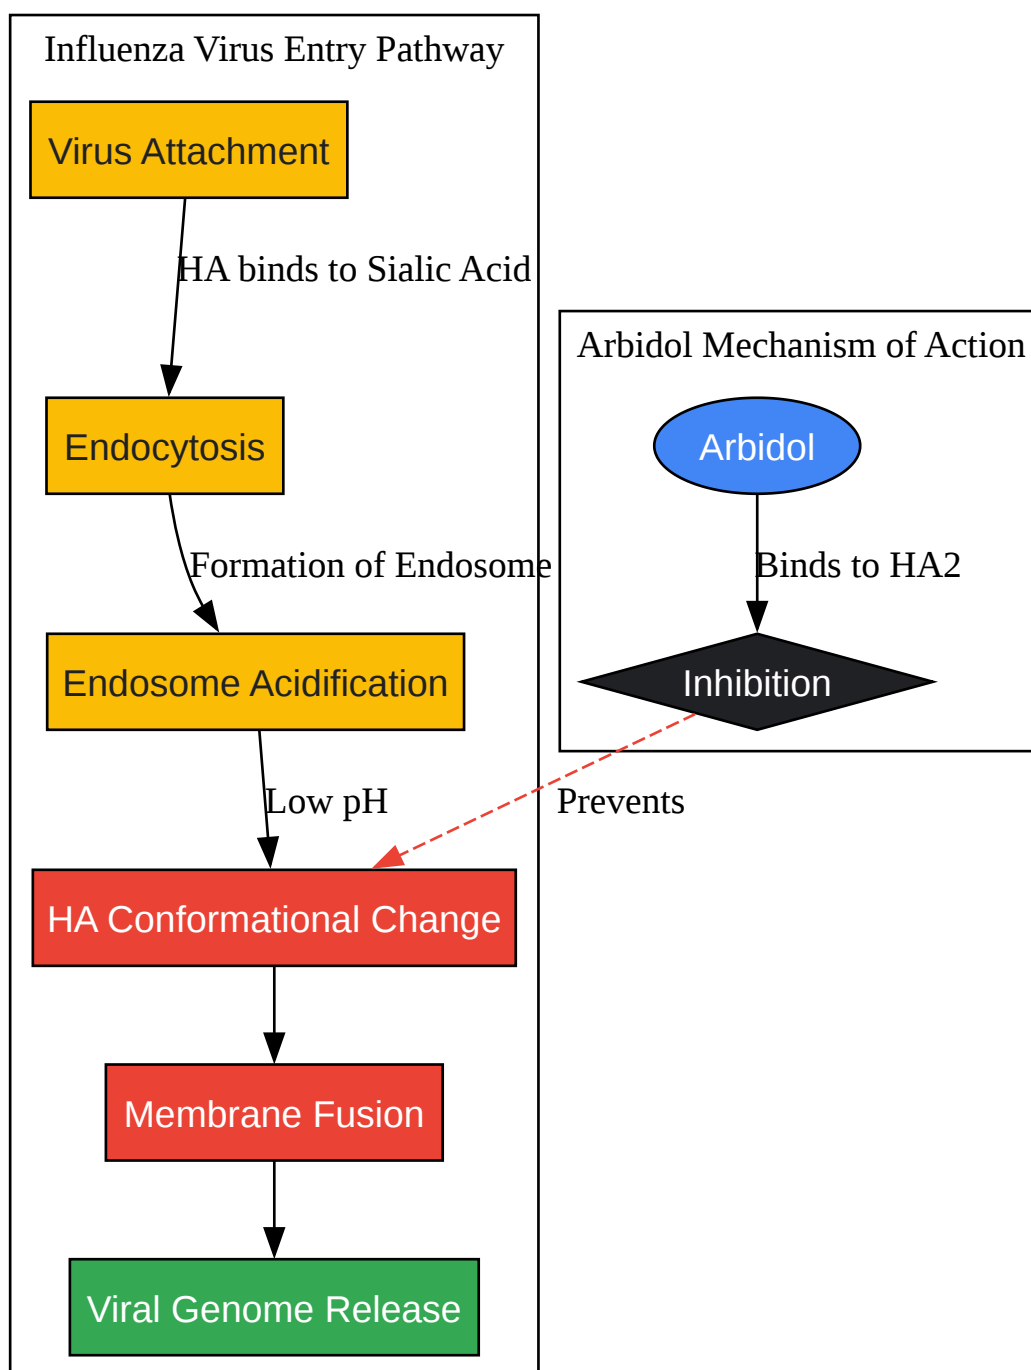 Influenza Virus Entry Pathway
Virus Attachment
HA binds to Sialic Acid
Endocytosis
Formation of Endosome
Endosome Acidification
Low pH
HA Conformational Change
Membrane Fusion
Viral Genome Release
Arbidol Mechanism of Action
Arbidol
Binds to HA2
Inhibition
Prevents